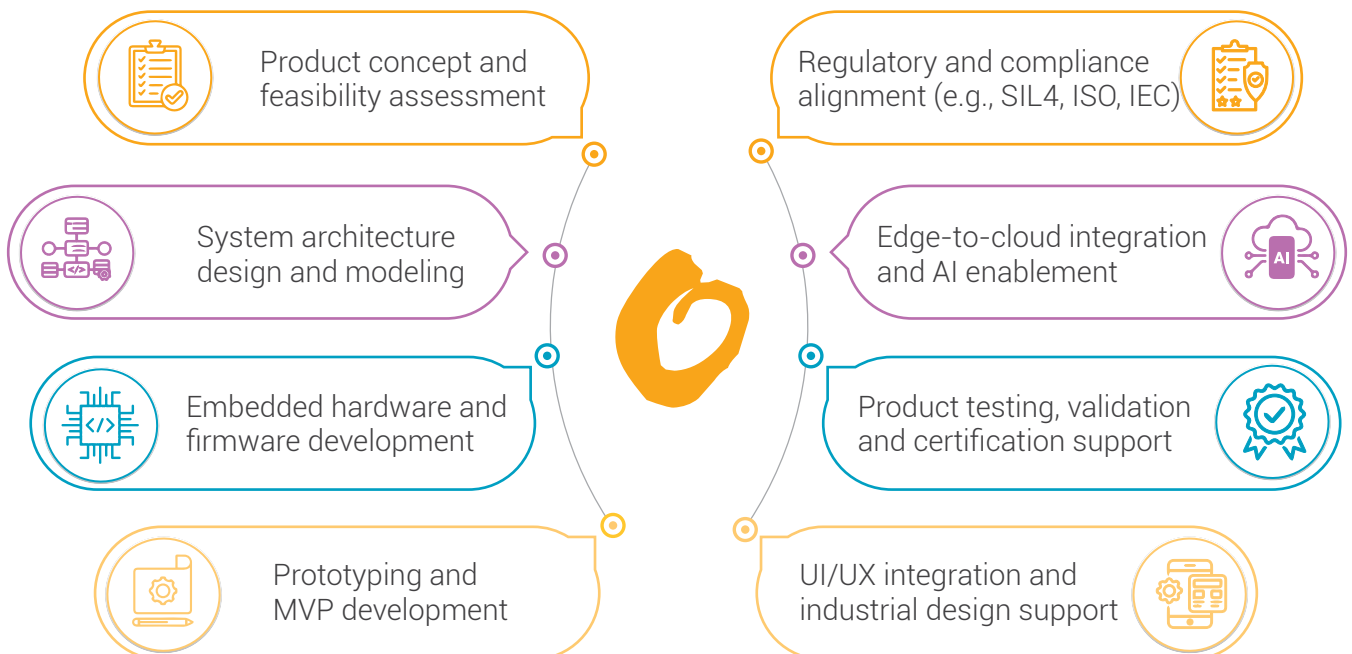 Product concept and
feasibility assessment
System architecture
design and modeling
</>
Embedded hardware and
firmware development
</>
Prototyping and
MVP development
Regulatory and compliance
alignment (e.g., SIL4, ISO, IEC)
Edge-to-cloud integration
and AI enablement
AI
Product testing, validation
and certification support
UI/UX integration and
industrial design support